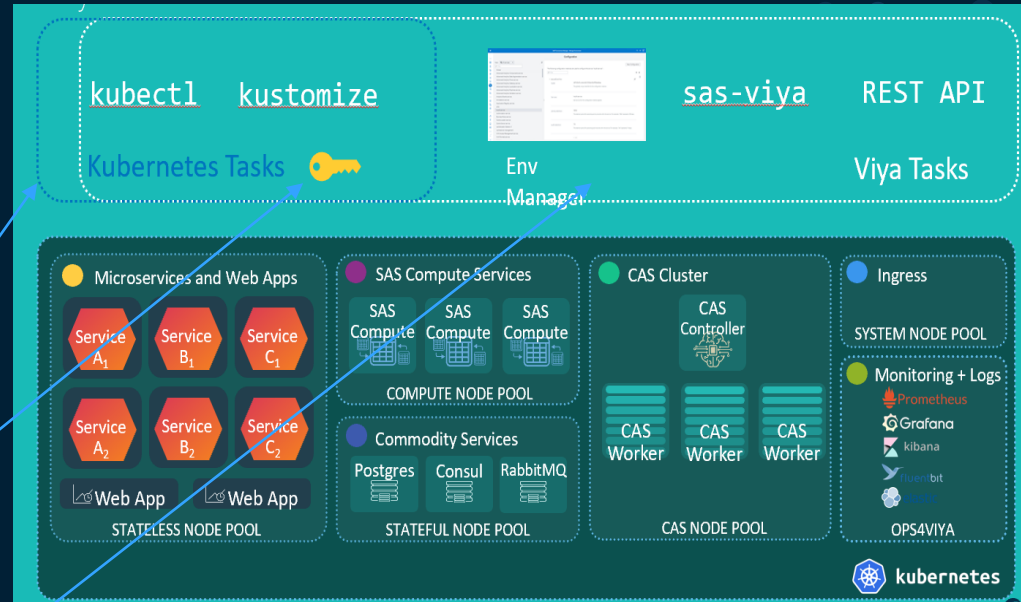 kubectl kustomize sas-viya REST API
Kubernetes Tasks
Env
Manager
Viya Tasks
Microservices and Web Apps
Service
A1
Service
B1
Service
C1
Service
A2
Service
B2
Service
C2
Web App
Web App
STATELESS NODE POOL
SAS Compute Services
SAS
Compute
SAS
Compute
SAS
Compute
COMPUTE NODE POOL
Commodity Services
Postgres
Consul
RabbitMQ
STATEFUL NODE POOL
CAS Cluster
CAS
Controller
CAS
Worker
CAS
Worker
CAS
Worker
CAS NODE POOL
Ingress
SYSTEM NODE POOL
Monitoring + Logs
Prometheus
Grafana
kibana
fluentbit
OPS4VIYA
kubernetes